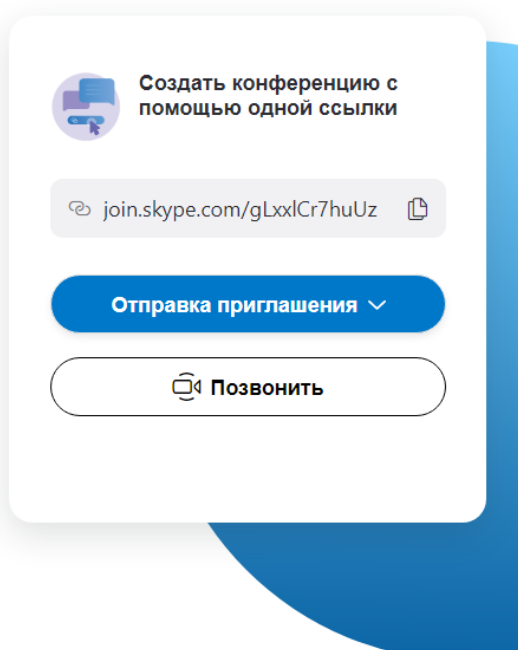 Создать конференцию с
помощью одной ссылки
join.skype.com/gLxxlCr7huUz
Отправка приглашения
Позвонить